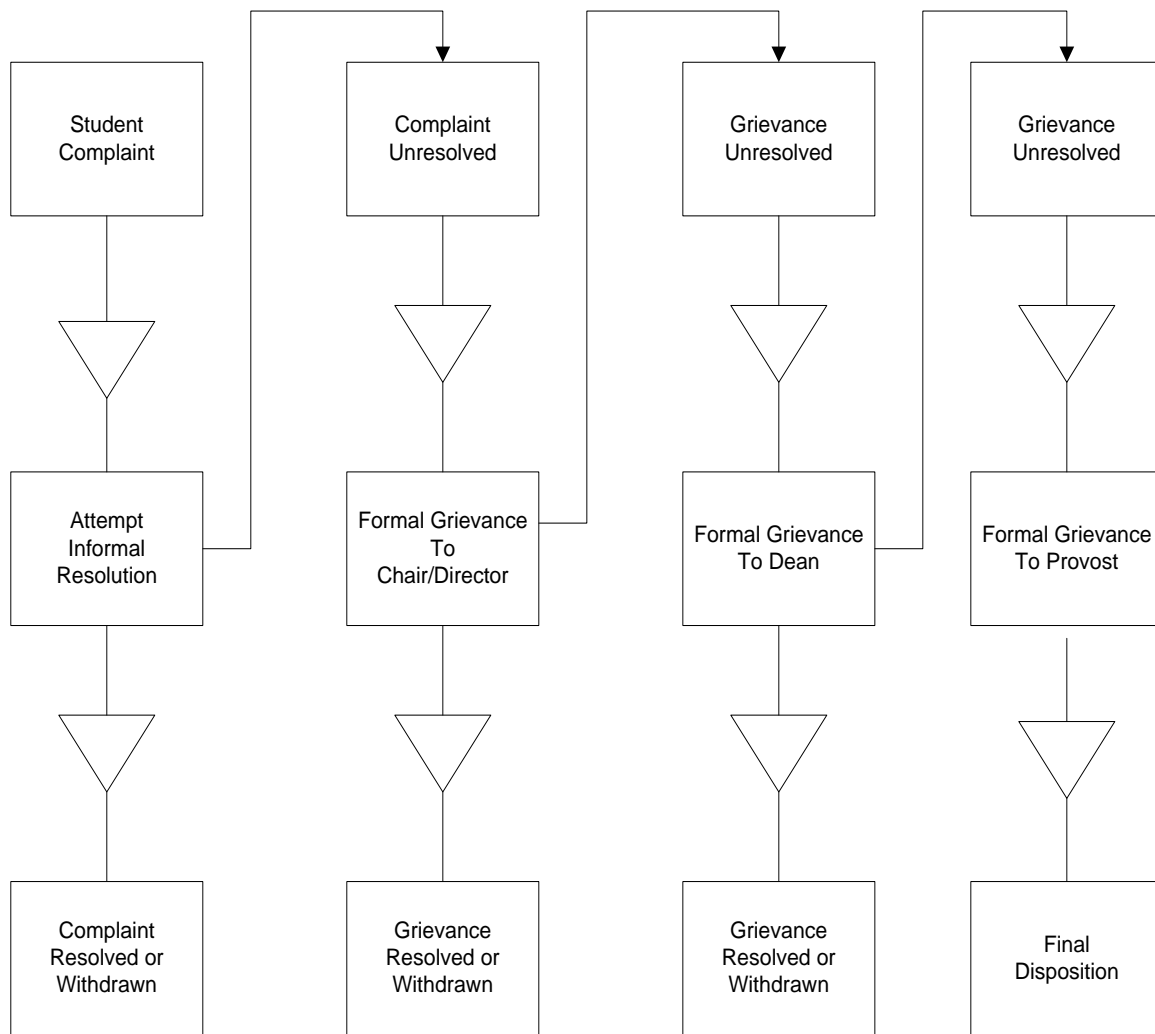 Student
Complaint
Complaint
Unresolved
Grievance
Unresolved
Grievance
Unresolved
Attempt
Informal
Resolution
Formal Grievance
To
Chair/Director
Formal Grievance
To Dean
Formal Grievance
To Provost
Complaint
Resolved or
Withdrawn
Grievance
Resolved or
Withdrawn
Grievance
Resolved or
Withdrawn
Final
Disposition